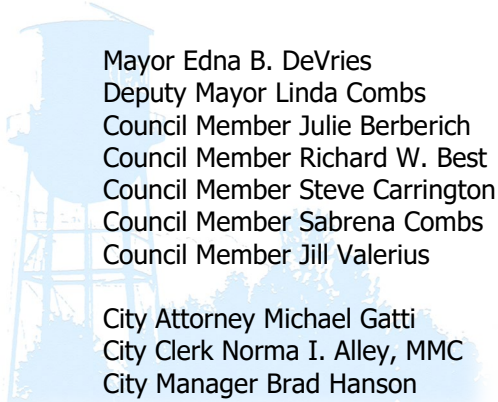 Mayor Edna B. DeVries
Deputy Mayor Linda Combs
Council Member Julie Berberich
Council Member Richard W. Best
Council Member Steve Carrington
Council Member Sabrena Combs
Council Member Jill Valerius
City Attorney Michael Gatti
City Clerk Norma I. Alley, MMC
City Manager Brad Hanson